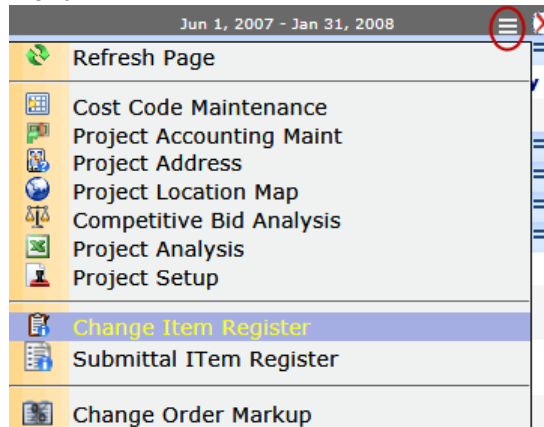 Jun 1, 2007 - Jan 31, 2008
Refresh Page
Cost Code Maintenance
Project Accounting Maint
Project Address
Project Location Map
Competitive Bid Analysis
Project Analysis
Project Setup
Change Item Register
Submittal ITem Register
Change Order Markup